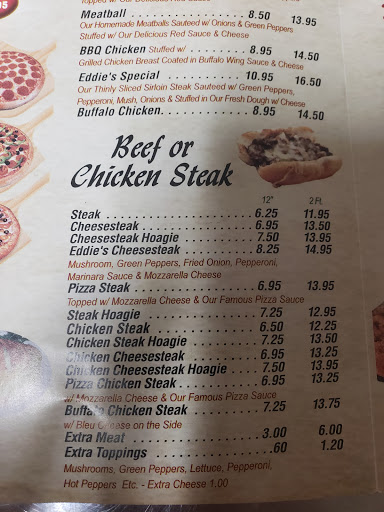 Meatball . . . . . . . . . . . . . . . . . 8.50 13.95
Our Homemade Meatballs Sauteed w/ Onions & Green Peppers
Stuffed w/ Our Delicious Red Sauce & Cheese
BBQ Chicken Stuffed w/ . . . . . . . . 8.95 14.50
Grilled Chicken Breast Coated in Buffalo Wing Sauce & Cheese
Eddie's Special . . . . . . . . . . 10.95 16.50
Our Thinly Sliced Sirloin Steak Sauteed w/ Green Peppers,
Pepperoni, Mush, Onions & Stuffed in Our Fresh Dough w/ Cheese
Buffalo Chicken. . . . . . . . . . . . 8.95 14.50
Beef or
Chicken Steak
12" 2 Ft.
Steak . . . . . . . . . . . . . . . . . . . 6.25 11.95
Cheesesteak . . . . . . . . . . . . . . 6.95 13.50
Cheesesteak Hoagie . . . . . . . . . 7.50 13.95
Eddie's Cheesesteak . . . . . . . . 8.25 14.95
Mushroom, Green Peppers, Fried Onion, Pepperoni,
Marinara Sauce & Mozzarella Cheese
Pizza Steak . . . . . . . . . . . . . . . . 6.95 13.95
Topped w/ Mozzarella Cheese & Our Famous Pizza Sauce
Steak Hoagie . . . . . . . . . . . . . . . 7.25 12.95
Chicken Steak . . . . . . . . . . . . . . 6.50 12.25
Chicken Steak Hoagie . . . . . . . . 7.25 13.50
Chicken Cheesesteak . . . . . . . . 6.95 13.25
Chicken Cheesesteak Hoagie . . . 7.50 13.95
Pizza Chicken Steak . . . . . . . . . 6.95 13.25
w/ Mozzarella Cheese & Our Famous Pizza Sauce
Buffalo Chicken Steak . . . . . . . . 7.25 13.75
w/ Bleu Cheese on the Side
Extra Meat . . . . . . . . . . . . . . . . 3.00 6.00
Extra Toppings . . . . . . . . . . . . . .60 1.20
Mushrooms, Green Peppers, Lettuce, Pepperoni,
Hot Peppers Etc. - Extra Cheese 1.00